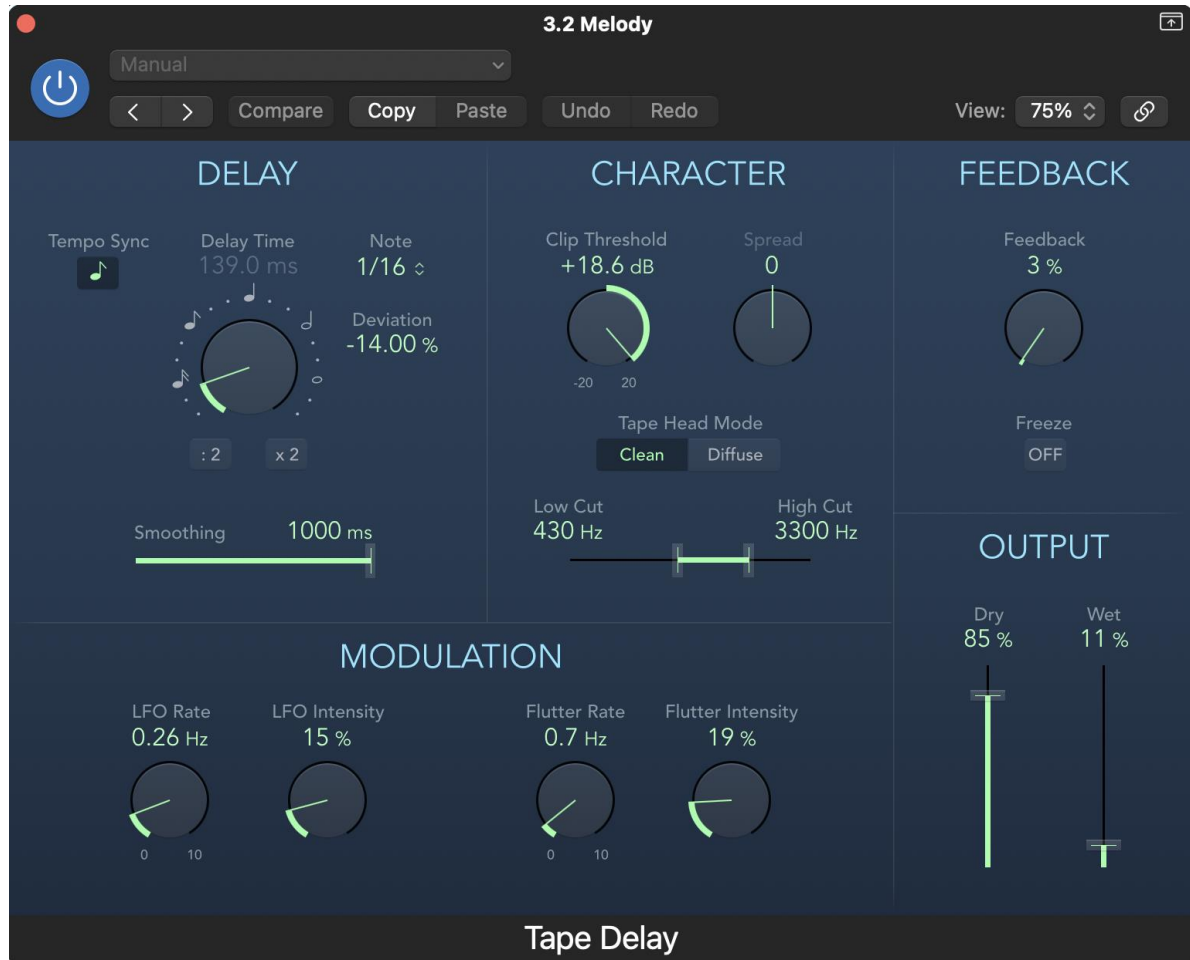 3.2 Melody
Manual
Compare Copy Paste Undo Redo View: 75%
DELAY
Tempo Sync
Delay Time
139.0 ms
Note
1/16
Deviation
-14.00 %
: 2
x 2
Smoothing 1000 ms
CHARACTER
Clip Threshold
+18.6 dB
-20 20
Spread
0
Tape Head Mode
Clean Diffuse
Low Cut
430 Hz
High Cut
3300 Hz
FEEDBACK
Feedback
3 %
Freeze
OFF
MODULATION
LFO Rate
0.26 Hz
0 10
LFO Intensity
15 %
Flutter Rate
0.7 Hz
0 10
Flutter Intensity
19 %
OUTPUT
Dry
85 %
Wet
11 %
Tape Delay